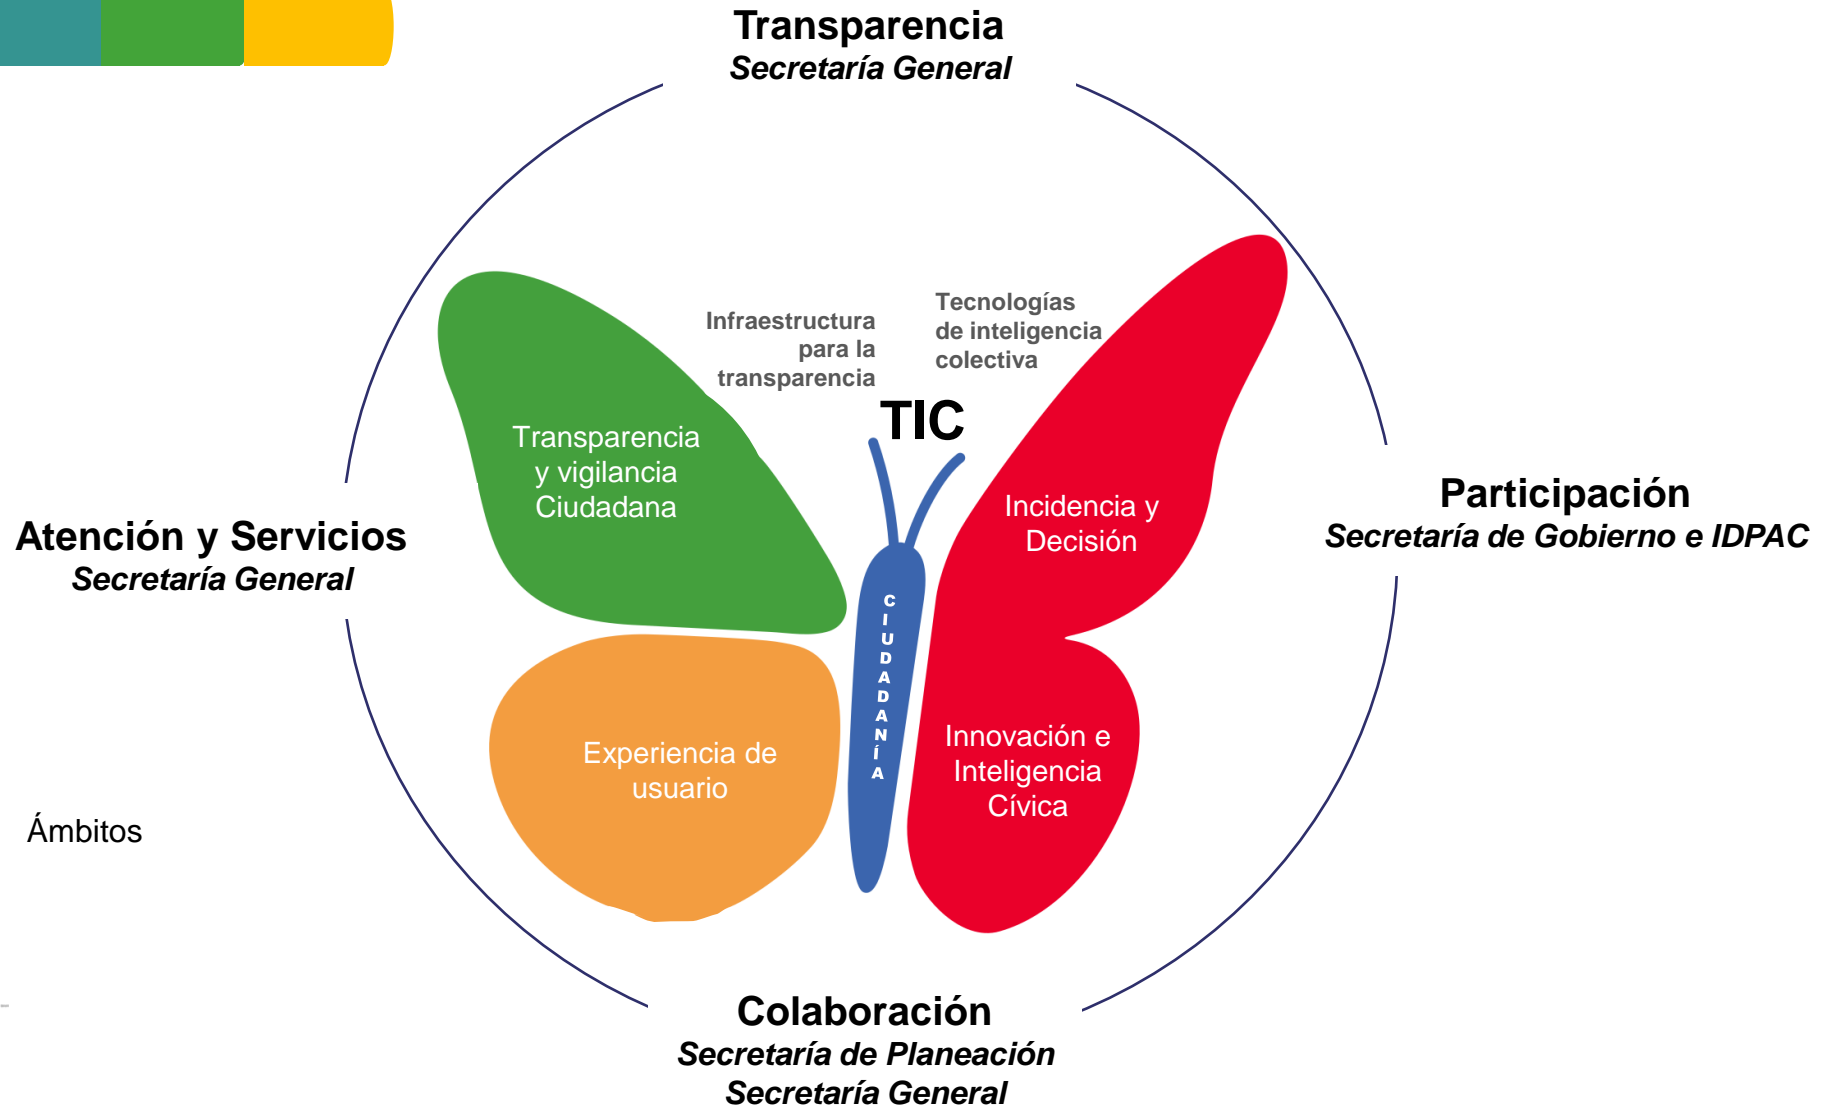 Transparencia
Secretaría General
Infraestructura
para la
transparencia
Tecnologías
de inteligencia
colectiva
TIC
Transparencia
y vigilancia
Ciudadana
Incidencia y
Decisión
Participación
Secretaría de Gobierno e IDPAC
Atención y Servicios
Secretaría General
CIUDADANÍA
Experiencia de
usuario
Innovación e
Inteligencia
Cívica
Ámbitos
Colaboración
Secretaría de Planeación
Secretaría General